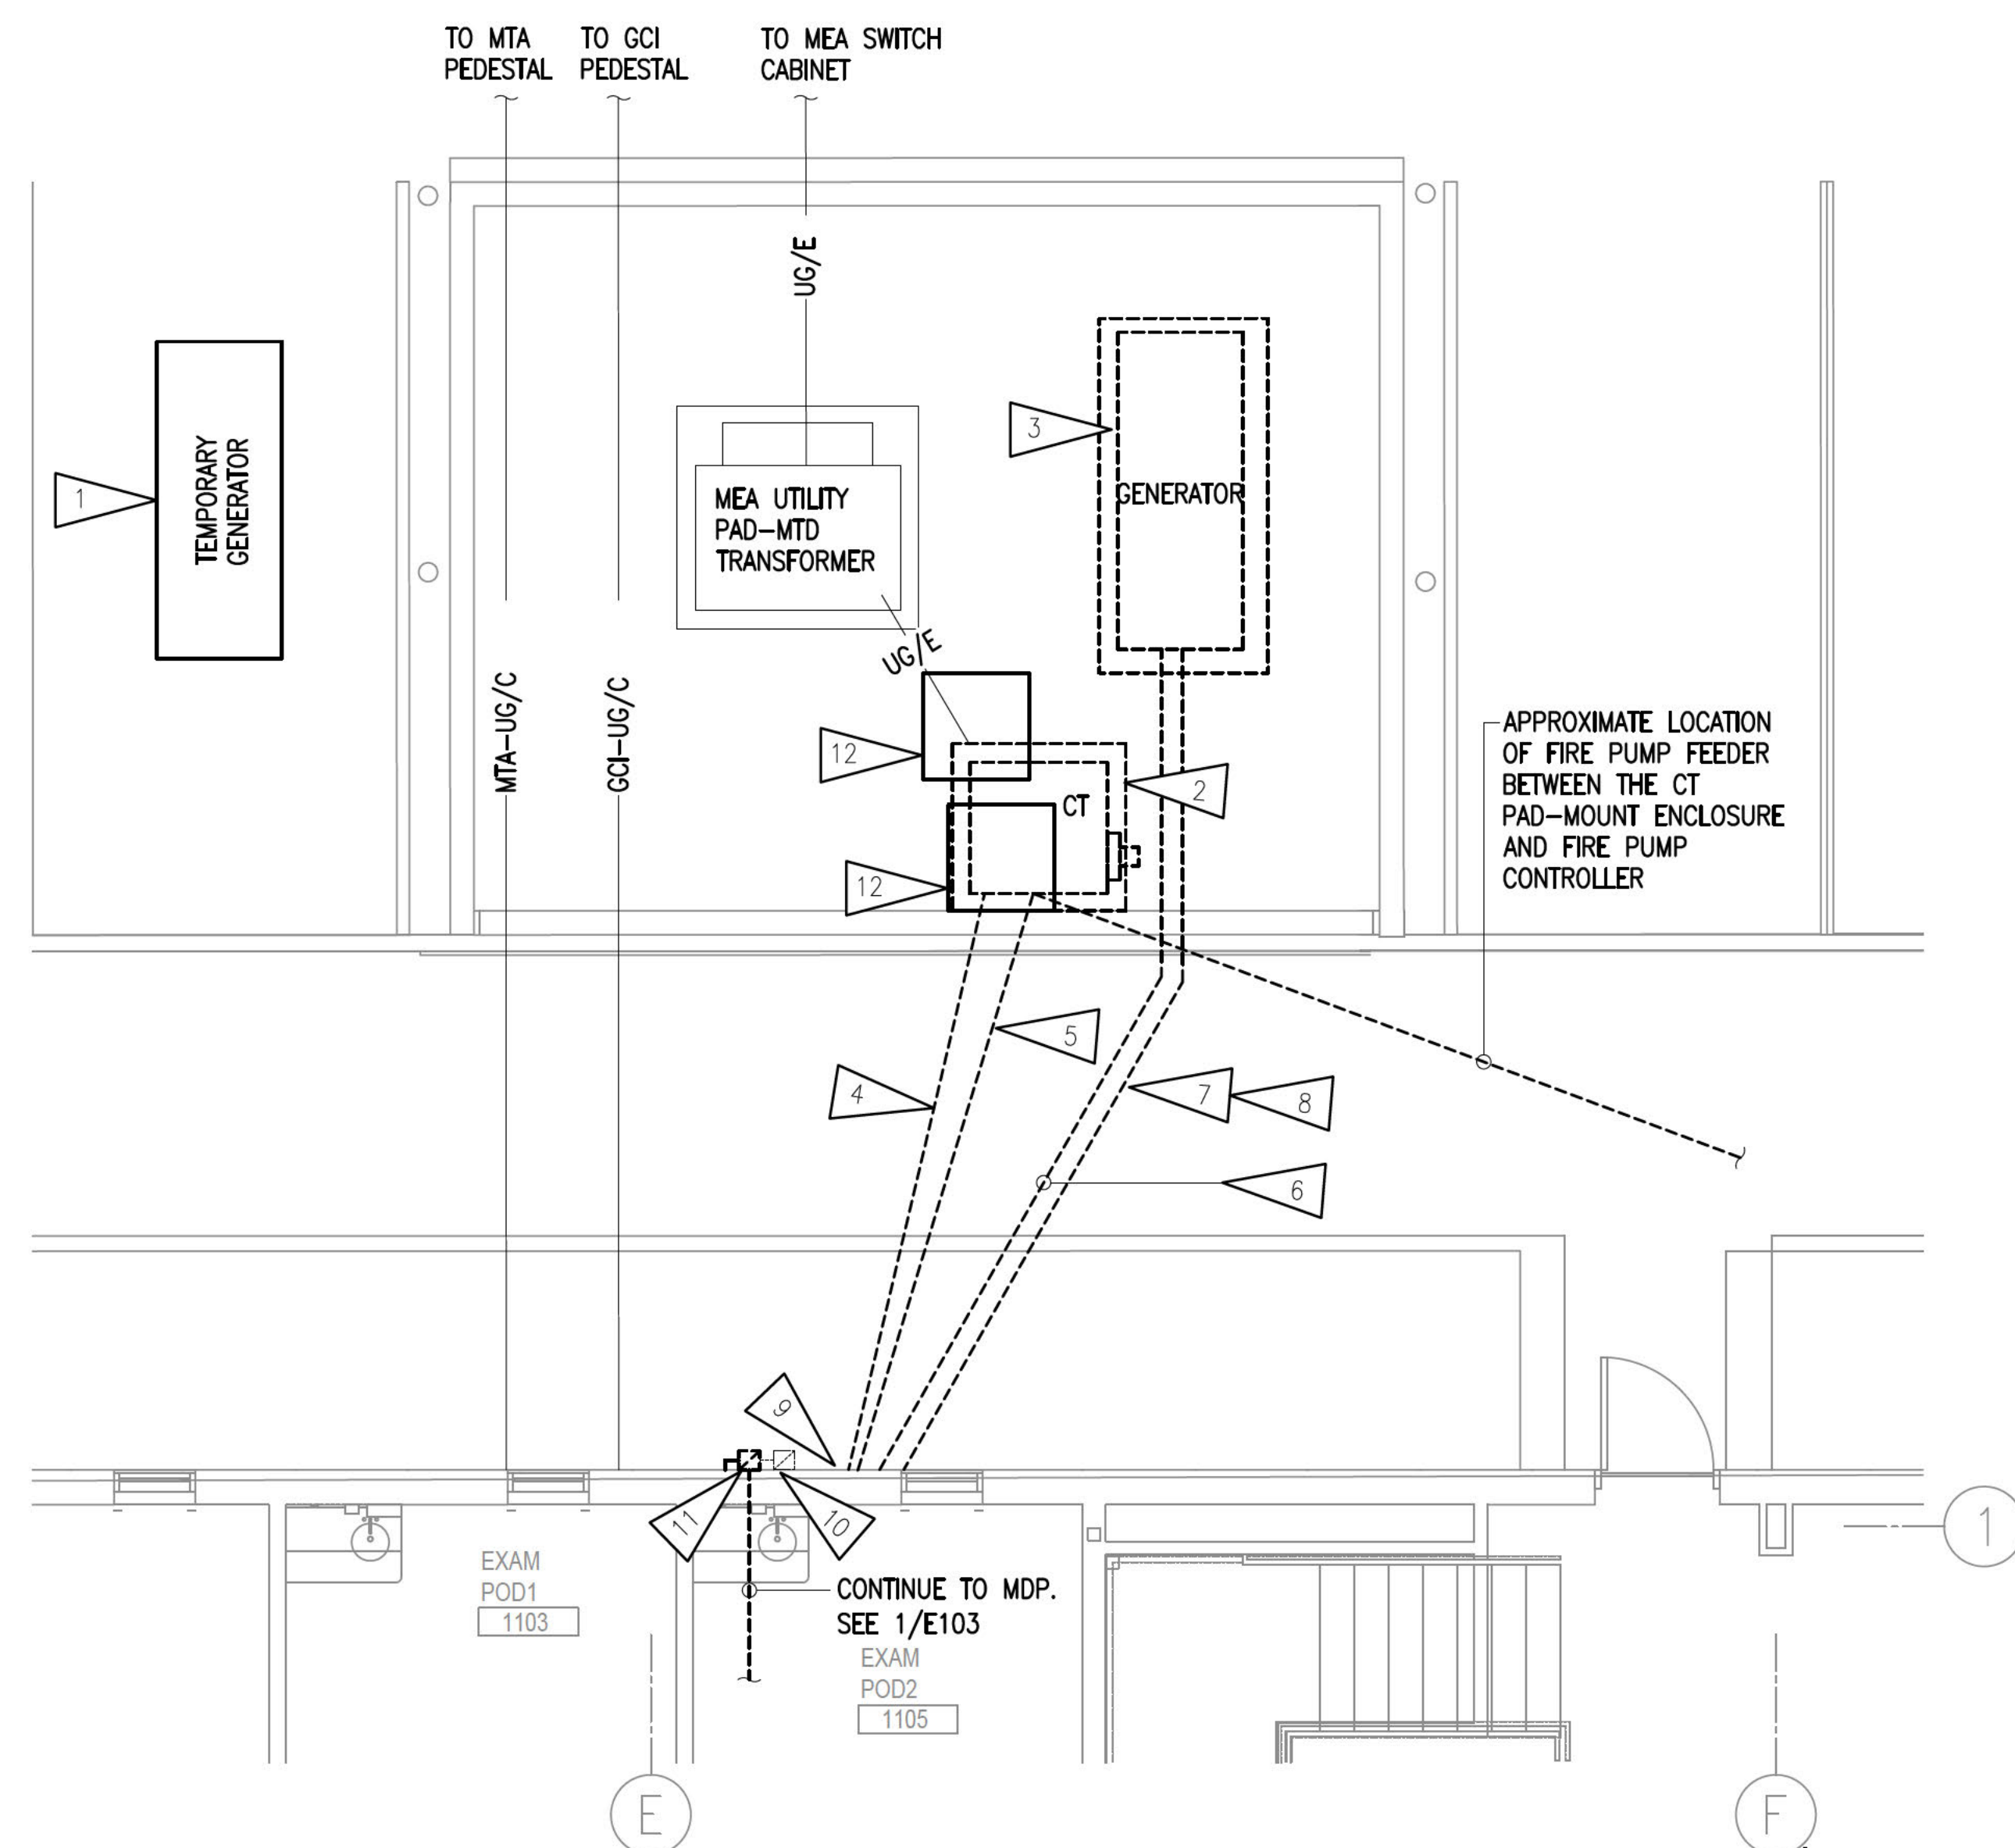 TO MTA
PEDESTAL
TO GCI
PEDESTAL
TO MEA SWITCH
CABINET
UG/E
1
TEMPORARY
GENERATOR
MEA UTILITY
PAD-MTD
TRANSFORMER
3
GENERATOR
UG/E
MTA-UG/C
GCI-UG/C
12
CT
2
12
APPROXIMATE LOCATION
OF FIRE PUMP FEEDER
BETWEEN THE CT
PAD-MOUNT ENCLOSURE
AND FIRE PUMP
CONTROLLER
5
4
7
8
6
9
11
10
1
EXAM
POD1
1103
CONTINUE TO MDP.
SEE 1/E103
EXAM
POD2
1105
E
F